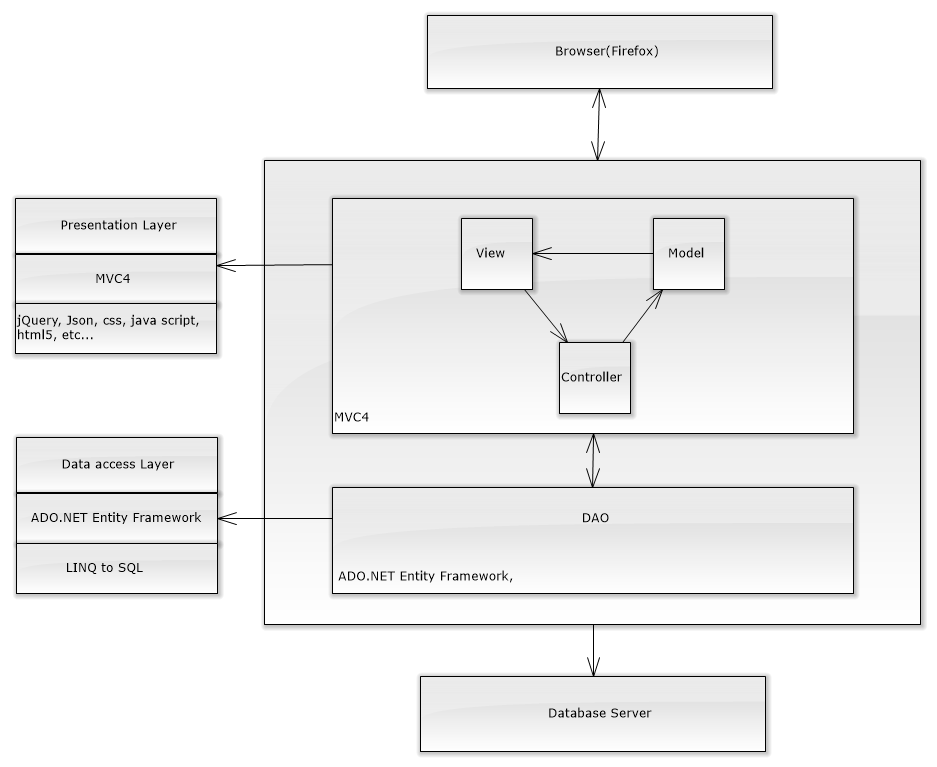 Browser(Firefox)
Presentation Layer
MVC4
jQuery, Json, css, java script,
html5, etc...
View
Model
Controller
MVC4
Data access Layer
ADO.NET Entity Framework
LINQ to SQL
DAO
ADO.NET Entity Framework,
Database Server